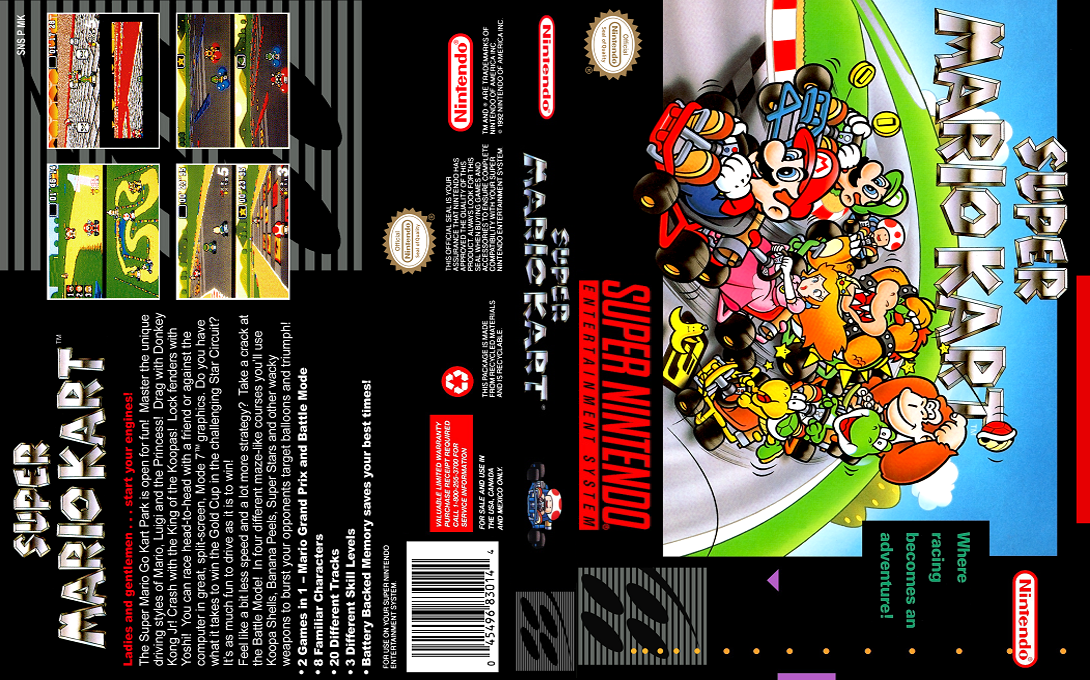 SUPER
MARIO KART™
Ladies and gentlemen . . . start your engines!
The Super Mario Go Kart Park is open for fun! Master the unique
driving styles of Mario, Luigi and the Princess! Drag with Donkey
Kong Jr! Crash with the King of the Koopas! Lock fenders with
Yoshi! You can race head-to-head with a friend or against the
computer in great, split-screen, Mode 7™ graphics. Do you have
what it takes to win the Gold Cup in the challenging Star Circuit?
It's as much fun to drive as it is to win!
Feel like a bit less speed and a lot more strategy? Take a crack at
the Battle Mode! In four different maze-like courses you'll use
Koopa Shells, Banana Peels, Super Stars and other wacky
weapons to burst your opponents target balloons and triumph!
• 2 Games in 1 – Mario Grand Prix and Battle Mode
• 8 Familiar Characters
• 20 Different Tracks
• 3 Different Skill Levels
• Battery Backed Memory saves your best times!
SNS P MK
FOR USE ON YOUR SUPER NINTENDO
ENTERTAINMENT SYSTEM
0 45496 83014 4
VALUABLE LIMITED WARRANTY
PURCHASE RECEIPT REQUIRED
CALL 1-800-255-3700 FOR
SERVICE INFORMATION
FOR SALE AND USE IN
THE USA, CANADA
AND MEXICO ONLY.
THIS PACKAGE IS MADE
FROM RECYCLED MATERIALS
AND IS RECYCLABLE.
Official
Nintendo
Seal of Quality
®
THIS OFFICIAL SEAL IS YOUR
ASSURANCE THAT NINTENDO HAS
APPROVED THE QUALITY OF THIS
PRODUCT. ALWAYS LOOK FOR THIS
SEAL WHEN BUYING GAMES AND
ACCESSORIES TO ENSURE COMPLETE
COMPATIBILITY WITH YOUR SUPER
NINTENDO ENTERTAINMENT SYSTEM
Nintendo
TM AND ® ARE TRADEMARKS OF
NINTENDO OF AMERICA INC.
© 1992 NINTENDO OF AMERICA INC.
Nintendo
SUPER
MARIO KART
Official
Nintendo
Seal of Quality
®
SUPER
MARIO KART™
M
SUPER NINTENDO
ENTERTAINMENT SYSTEM
Where
racing
becomes an
adventure!
Nintendo